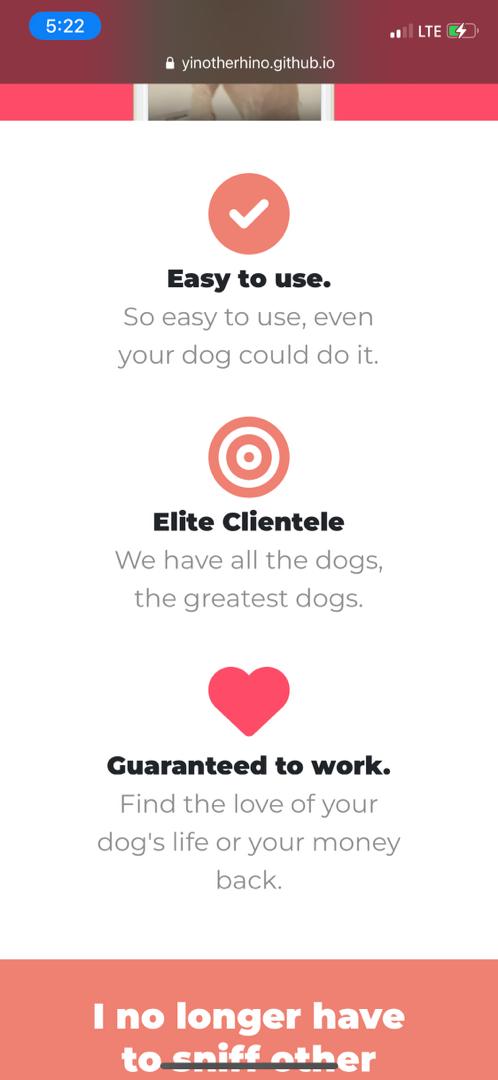 5:22
LTE
yinotherhino.github.io
Easy to use.
So easy to use, even
your dog could do it.
Elite Clientele
We have all the dogs,
the greatest dogs.
Guaranteed to work.
Find the love of your
dog's life or your money
back.
I no longer have
to sniff other